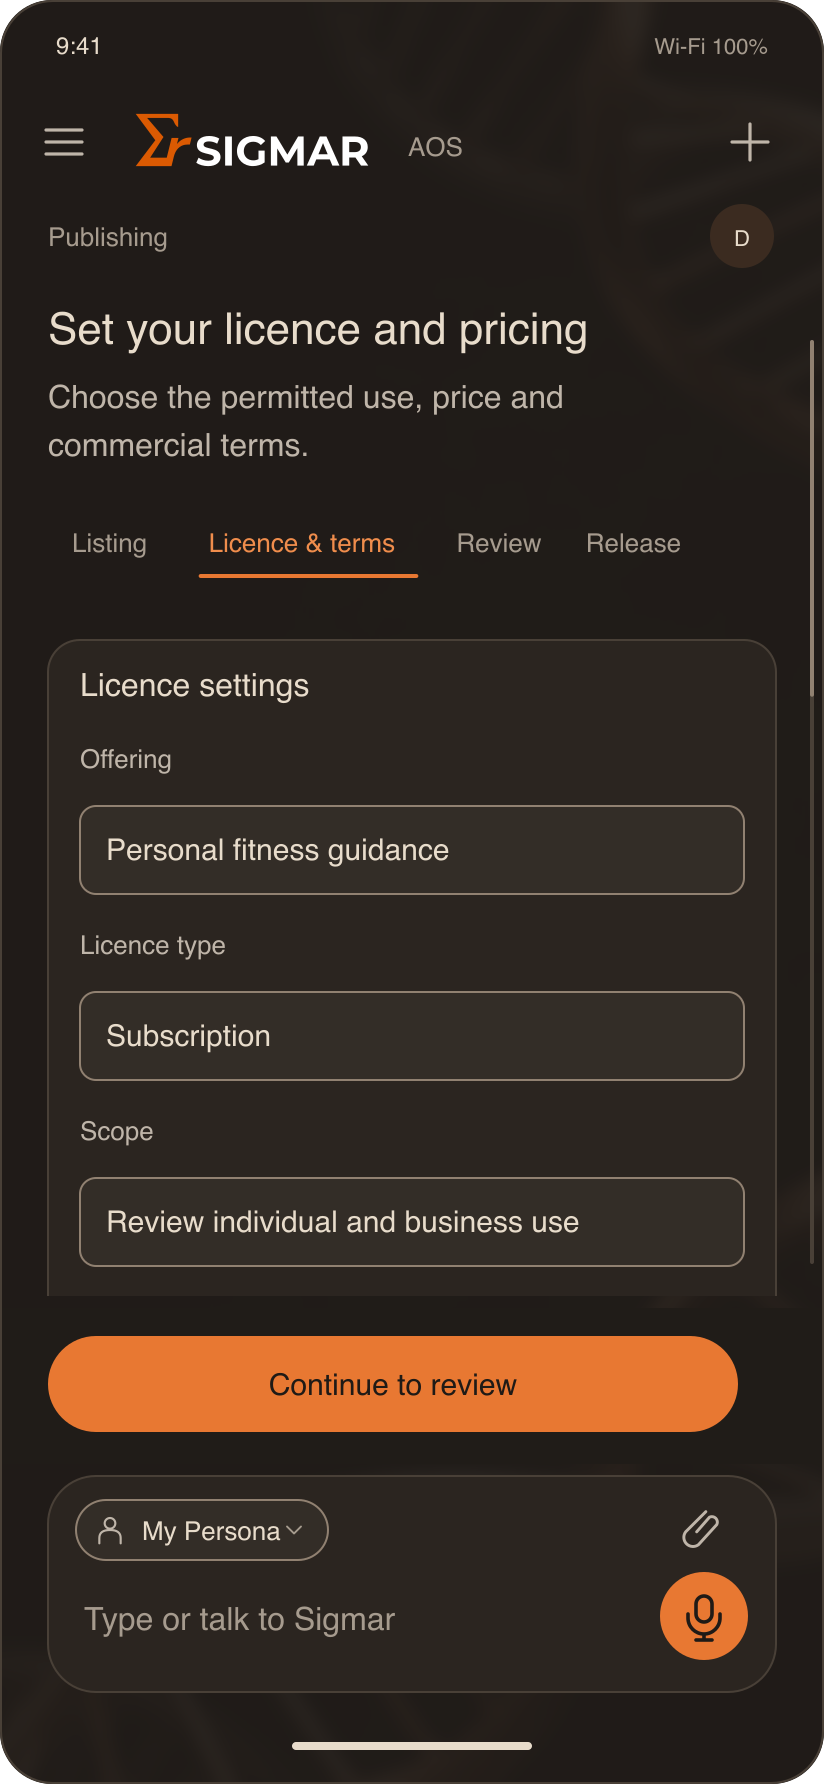 9:41
Wi-Fi 100%
Σr SIGMAR AOS
Publishing
D
Set your licence and pricing
Choose the permitted use, price and
commercial terms.
Listing Licence & terms Review Release
Licence settings
Offering
Personal fitness guidance
Licence type
Subscription
Scope
Review individual and business use
Continue to review
My Persona
Type or talk to Sigmar